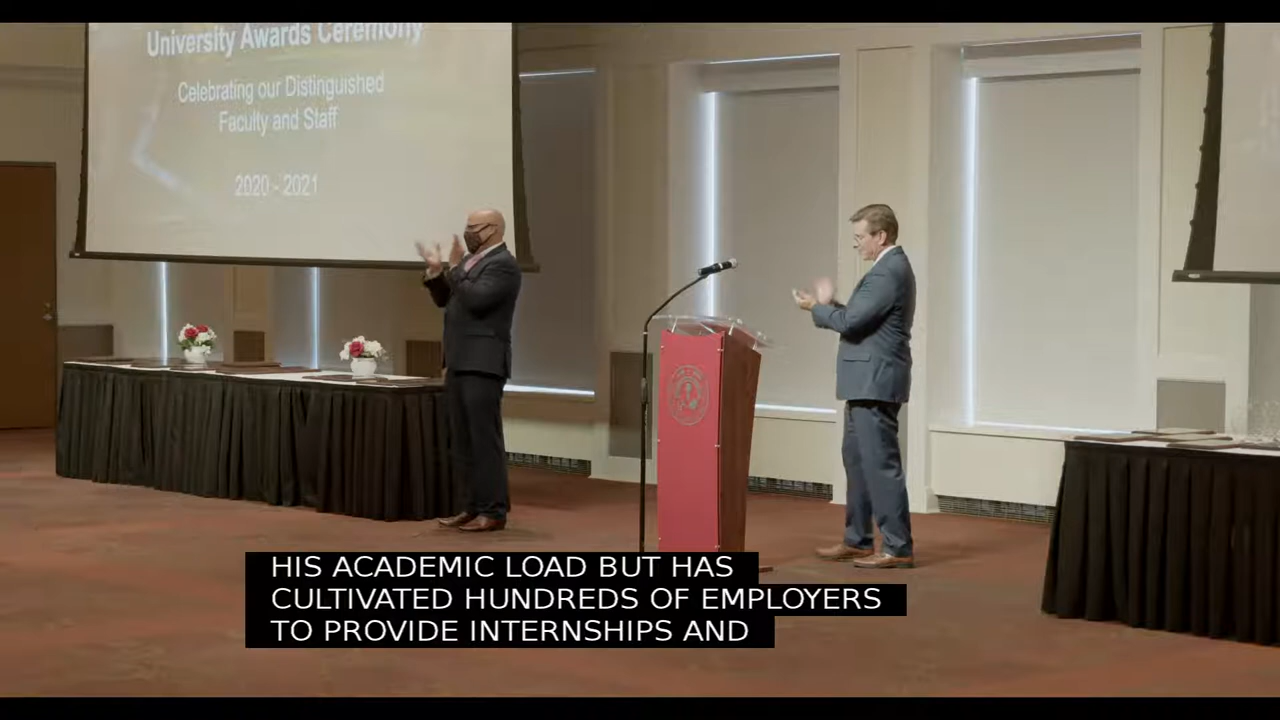 University Awards Ceremony
Celebrating our Distinguished
Faculty and Staff
2020 - 2021
HIS ACADEMIC LOAD BUT HAS
CULTIVATED HUNDREDS OF EMPLOYERS
TO PROVIDE INTERNSHIPS AND